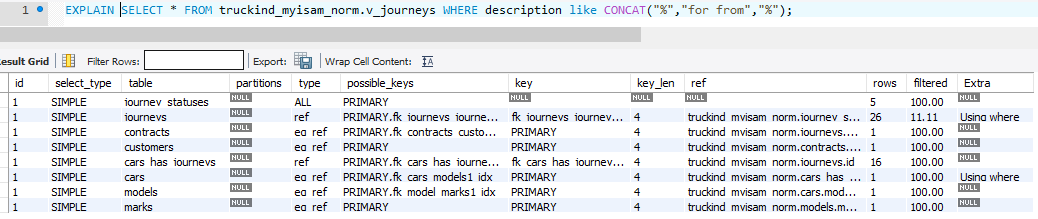 1 EXPLAIN SELECT * FROM truckind_myisam_norm.v_journeys WHERE description like CONCAT("%","for from","%");
esult Grid Filter Rows: Export: Wrap Cell Content: IA
id select_type table partitions type possible_keys key key_len ref rows filtered Extra
1 SIMPLE journey_statuses NULL ALL PRIMARY NULL NULL NULL 5 100.00 NULL
1 SIMPLE journeys NULL ref PRIMARY,fk_journeys_journe... fk_journeys_journey... 4 truckind_myisam_norm.journey_s... 26 11.11 Using where
1 SIMPLE contracts NULL eq_ref PRIMARY,fk_contracts_custo... PRIMARY 4 truckind_myisam_norm.journeys.... 1 100.00 NULL
1 SIMPLE customers NULL eq_ref PRIMARY PRIMARY 4 truckind_myisam_norm.contracts.... 1 100.00 NULL
1 SIMPLE cars_has_journeys NULL ref PRIMARY,fk_cars_has_journe... fk_cars_has_journey... 4 truckind_myisam_norm.journeys.id 16 100.00 NULL
1 SIMPLE cars NULL eq_ref PRIMARY,fk_cars_models1_idx PRIMARY 4 truckind_myisam_norm.cars_has_... 1 100.00 Using where
1 SIMPLE models NULL eq_ref PRIMARY,fk_model_marks1_idx PRIMARY 4 truckind_myisam_norm.cars.mod... 1 100.00 NULL
1 SIMPLE marks NULL eq_ref PRIMARY PRIMARY 4 truckind_myisam_norm.models.m... 1 100.00 NULL